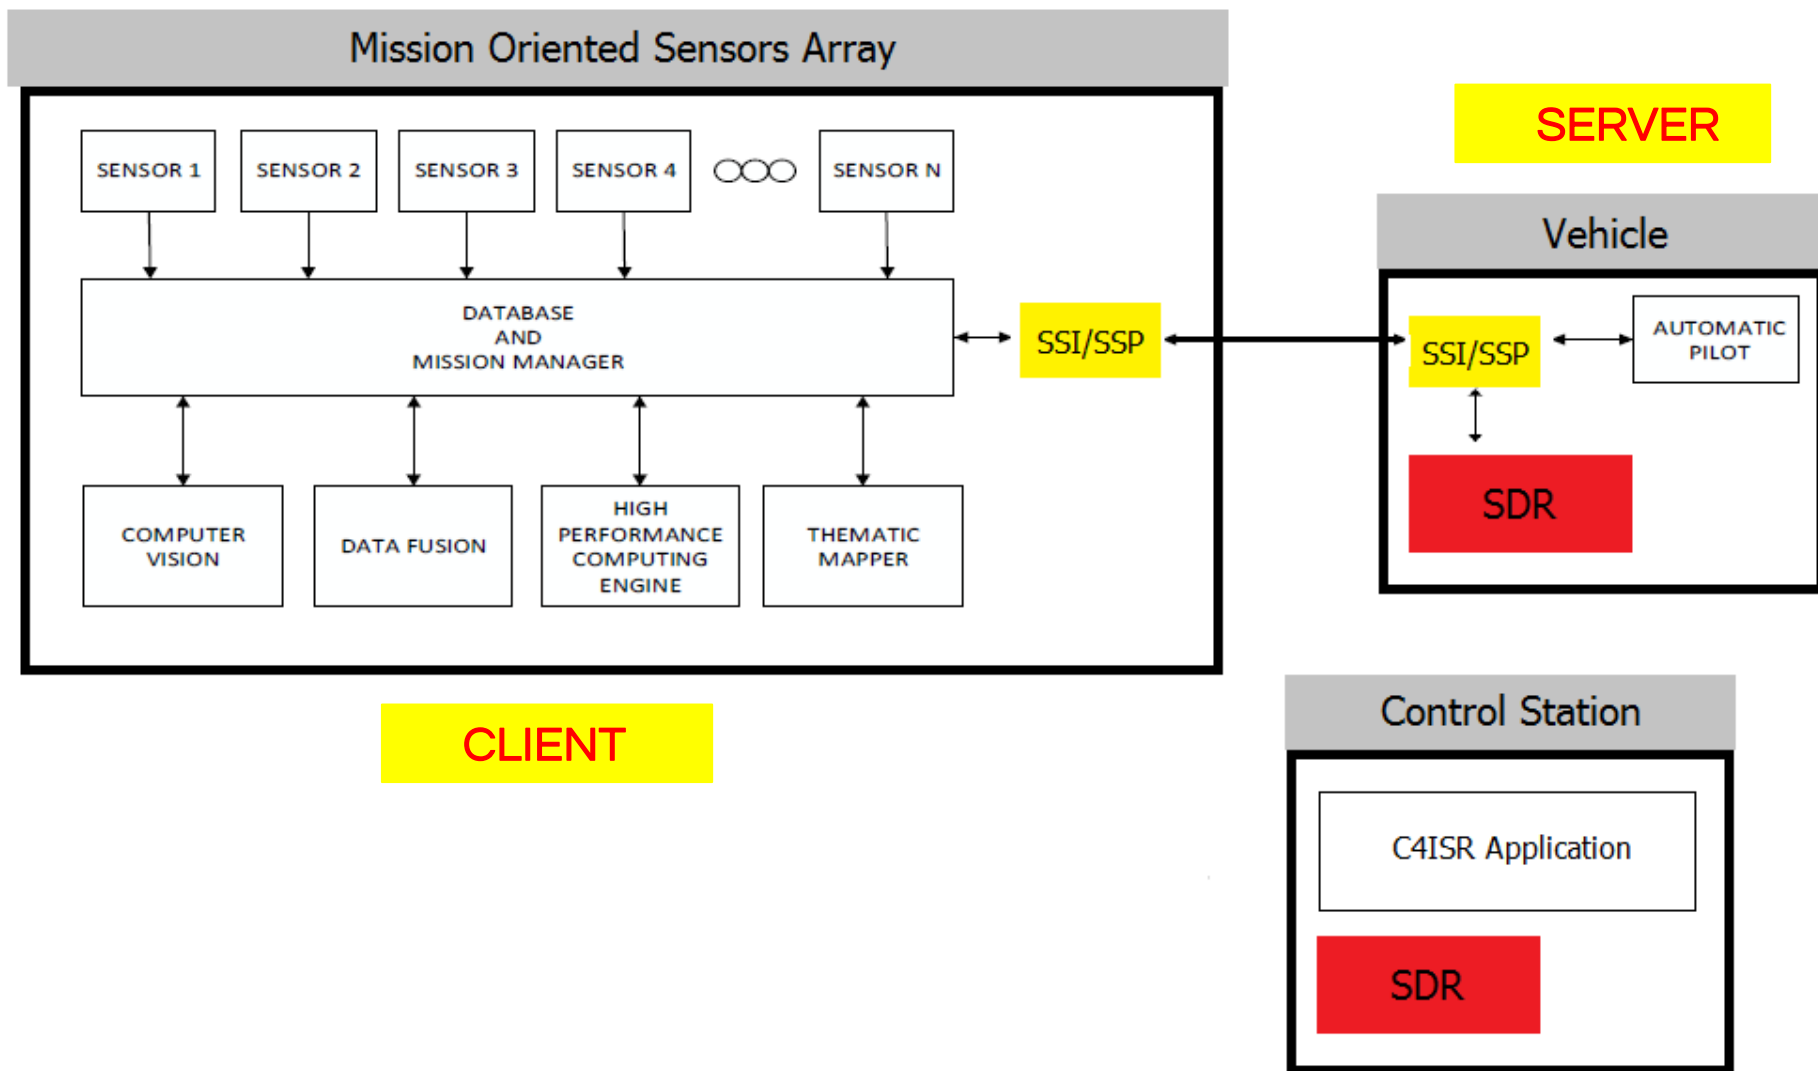 Mission Oriented Sensors Array
SENSOR 1
SENSOR 2
SENSOR 3
SENSOR 4
SENSOR N
DATABASE
AND
MISSION MANAGER
SSI/SSP
COMPUTER
VISION
DATA FUSION
HIGH
PERFORMANCE
COMPUTING
ENGINE
THEMATIC
MAPPER
CLIENT
SERVER
Vehicle
SSI/SSP
AUTOMATIC
PILOT
SDR
Control Station
C4ISR Application
SDR